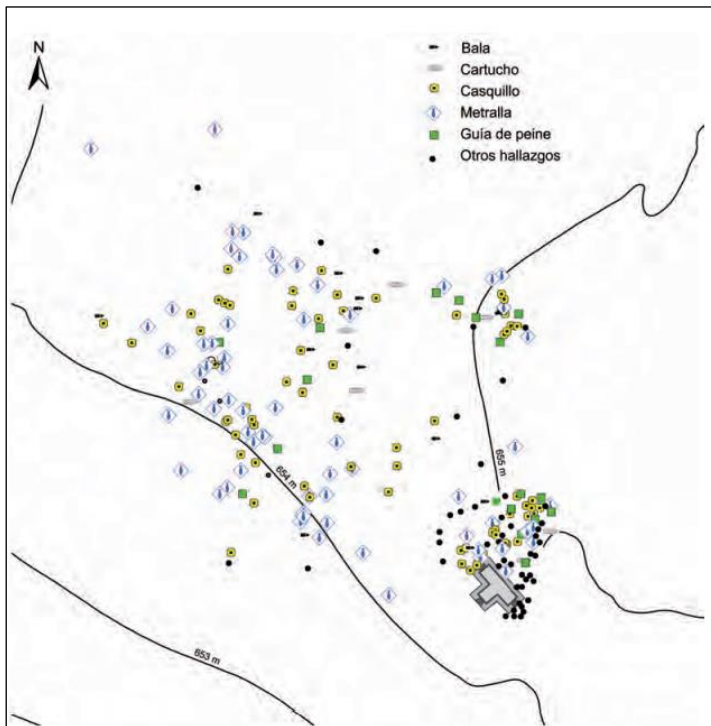 N
Bala
Cartucho
Casquillo
Metralla
Guía de peine
Otros hallazgos
655 m
654 m
653 m